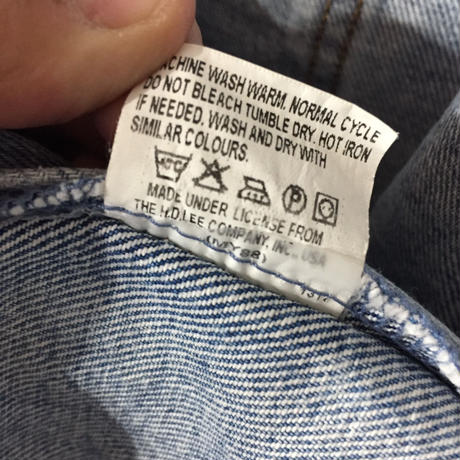 MACHINE WASH WARM. NORMAL CYCLE
DO NOT BLEACH TUMBLE DRY. HOT IRON
IF NEEDED. WASH AND DRY WITH
SIMILAR COLOURS.
P
MADE UNDER LICENSE FROM
THE H.D.LEE COMPANY, INC., USA